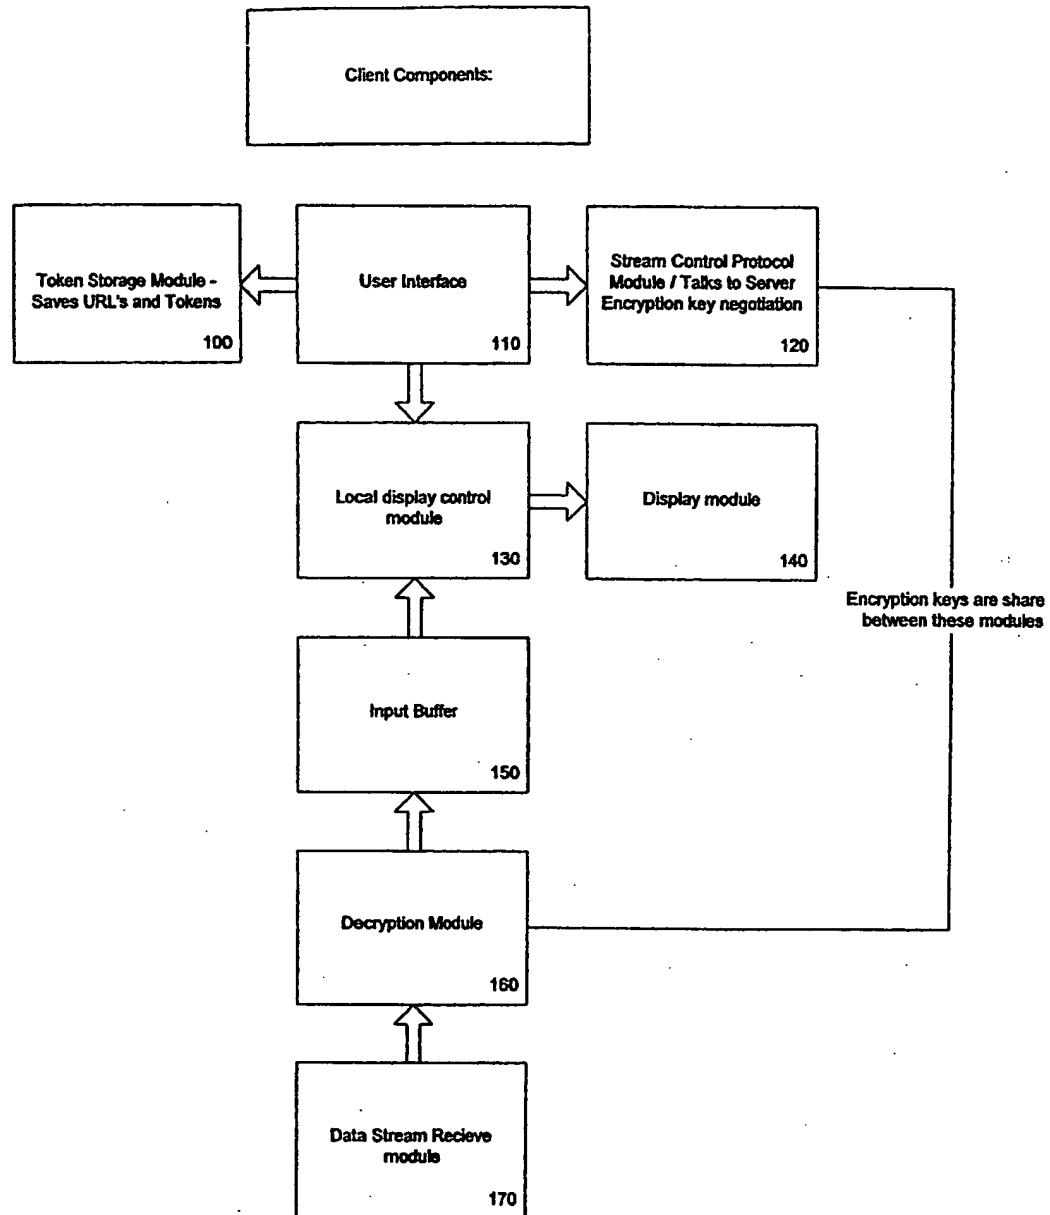 Client Components:
Token Storage Module -
Saves URL's and Tokens
100
User Interface
110
Stream Control Protocol
Module / Talks to Server
Encryption key negotiation
120
Local display control
module
130
Display module
140
Encryption keys are share
between these modules
Input Buffer
150
Decryption Module
160
Data Stream Recieve
module
170